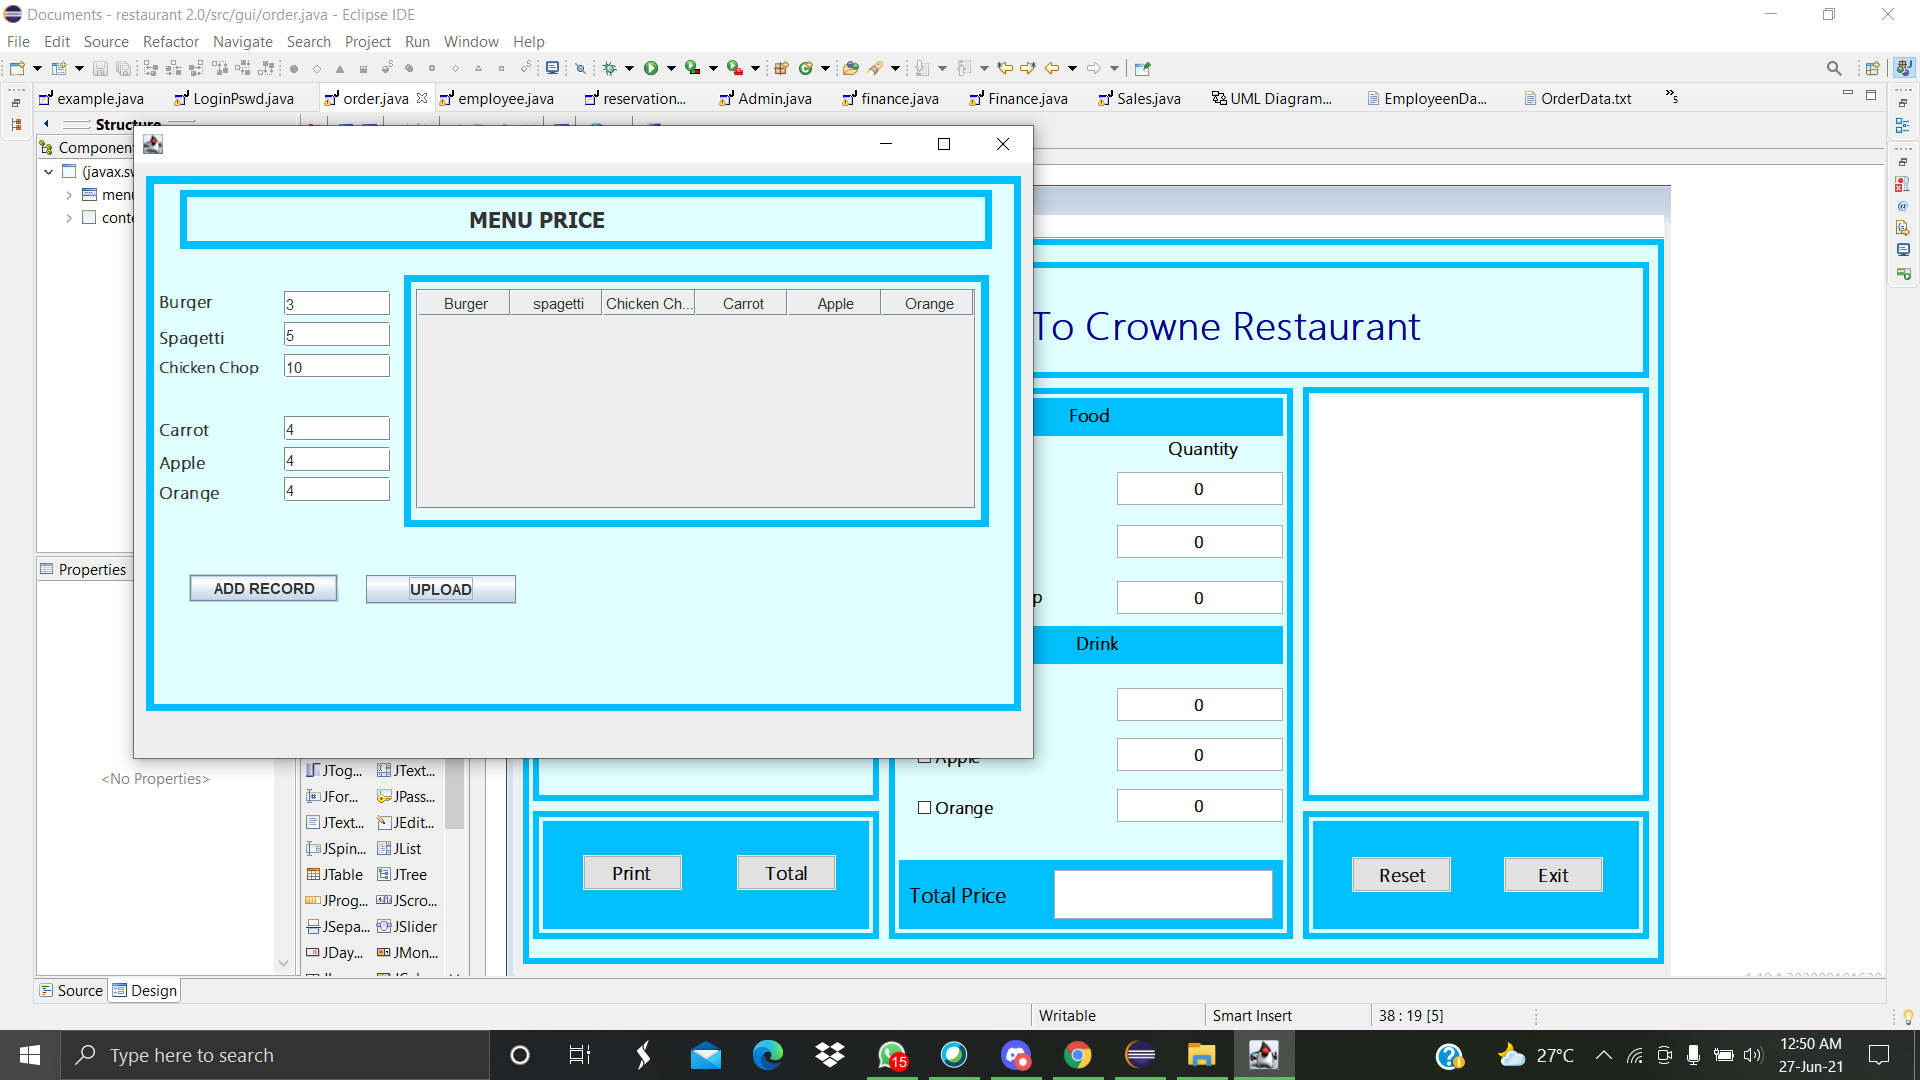 Documents - restaurant 2.0/src/gui/order.java - Eclipse IDE
File Edit Source Refactor Navigate Search Project Run Window Help
example.java LoginPswd.java order.java employee.java reservation... Admin.java finance.java Finance.java Sales.java UML Diagram... EmployeenDa... OrderData.txt »5
Structure
Componen
(javax.sw
menu
conte
MENU PRICE
Burger 3
Spagetti 5
Chicken Chop 10
Carrot 4
Apple 4
Orange 4
Burger spagetti Chicken Ch... Carrot Apple Orange
ADD RECORD UPLOAD
To Crowne Restaurant
Food
Quantity
0
0
p 0
Drink
0
Apple 0
Orange 0
Print Total
Total Price
Reset Exit
Properties
<No Properties>
JTog... JText...
JFor... JPass...
JText... JEdit...
JSpin... JList
JTable JTree
JProg... JScro...
JSepa... JSlider
JDay... JMon...
Source Design
Writable Smart Insert 38 : 19 [5]
Type here to search
15
27°C
12:50 AM
27-Jun-21